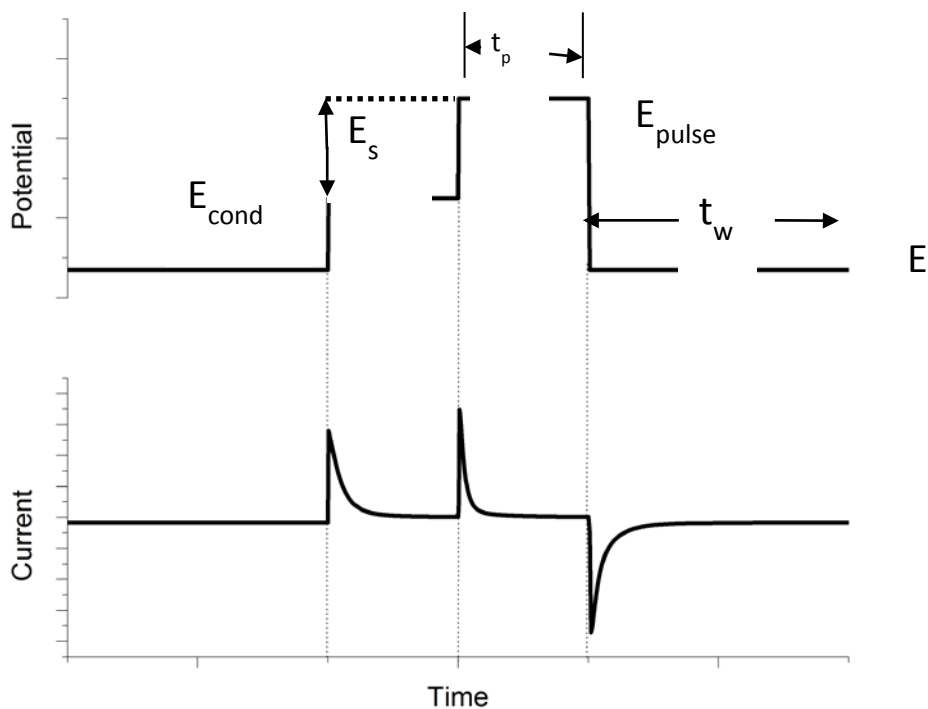 t_p
E_s
E_pulse
E_cond
t_w
E
Potential
Current
Time